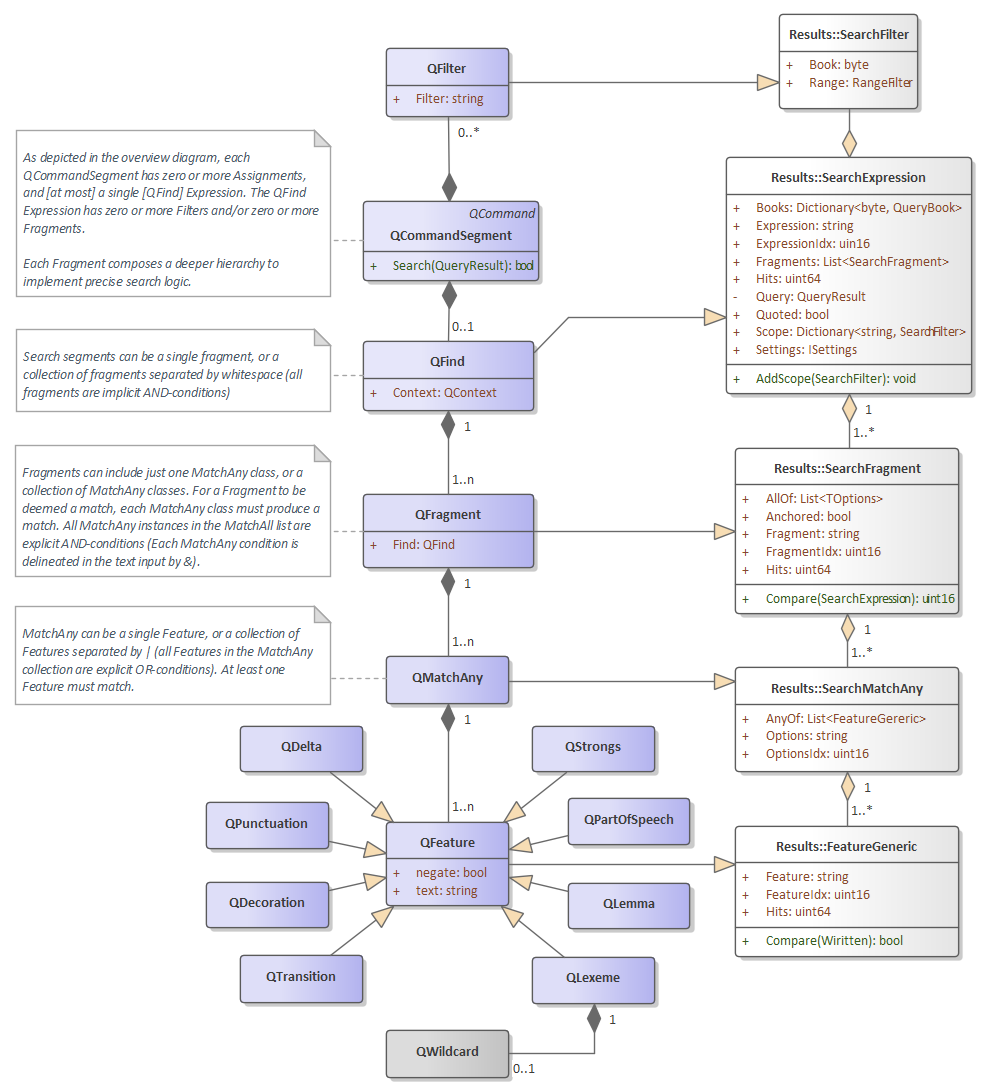 Results::SearchFilter
+ Book: byte
+ Range: RangeFilter
QFilter
+ Filter: string
0..*
As depicted in the overview diagram, each
QCommandSegment has zero or more Assignments,
and [at most] a single [QFind] Expression. The QFind
Expression has zero or more Filters and/or zero or more
Fragments.
Each Fragment composes a deeper hierarchy to
implement precise search logic.
QCommand
QCommandSegment
+ Search(QueryResult): bool
0..1
Results::SearchExpression
+ Books: Dictionary<byte, QueryBook>
+ Expression: string
+ ExpressionIdx: uin16
+ Fragments: List<SearchFragment>
+ Hits: uint64
- Query: QueryResult
+ Quoted: bool
+ Scope: Dictionary<string, SearchFilter>
+ Settings: ISettings
+ AddScope(SearchFilter): void
1
1..*
Search segments can be a single fragment, or a
collection of fragments separated by whitespace (all
fragments are implicit AND-conditions)
QFind
+ Context: QContext
1
1..n
Fragments can include just one MatchAny class, or a
collection of MatchAny classes. For a Fragment to be
deemed a match, each MatchAny class must produce a
match. All MatchAny instances in the MatchAll list are
explicit AND-conditions (Each MatchAny condition is
delineated in the text input by &).
QFragment
+ Find: QFind
1
1..n
Results::SearchFragment
+ AllOf: List<TOptions>
+ Anchored: bool
+ Fragment: string
+ FragmentIdx: uint16
+ Hits: uint64
+ Compare(SearchExpression): uint16
1
1..*
MatchAny can be a single Feature, or a collection of
Features separated by | (all Features in the MatchAny
collection are explicit OR-conditions). At least one
Feature must match.
QMatchAny
1
1..n
Results::SearchMatchAny
+ AnyOf: List<FeatureGereric>
+ Options: string
+ OptionsIdx: uint16
1
1..*
QDelta
QStrongs
QPunctuation
QPartOfSpeech
QFeature
+ negate: bool
+ text: string
Results::FeatureGeneric
+ Feature: string
+ FeatureIdx: uint16
+ Hits: uint64
+ Compare(Wiritten): bool
QDecoration
QLemma
QTransition
QLexeme
1
QWildcard
0..1